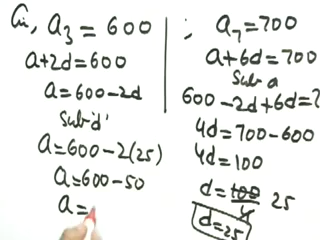 Gn, a₃ = 600
a+2d=600
a=600-2d
Sub 'd'
a=600-2(25)
a=600-50
a=
; a₇=700
a+6d=700
Sub a
600-2d+6d=7
4d=700-600
4d=100
d=100/4 25
d=25